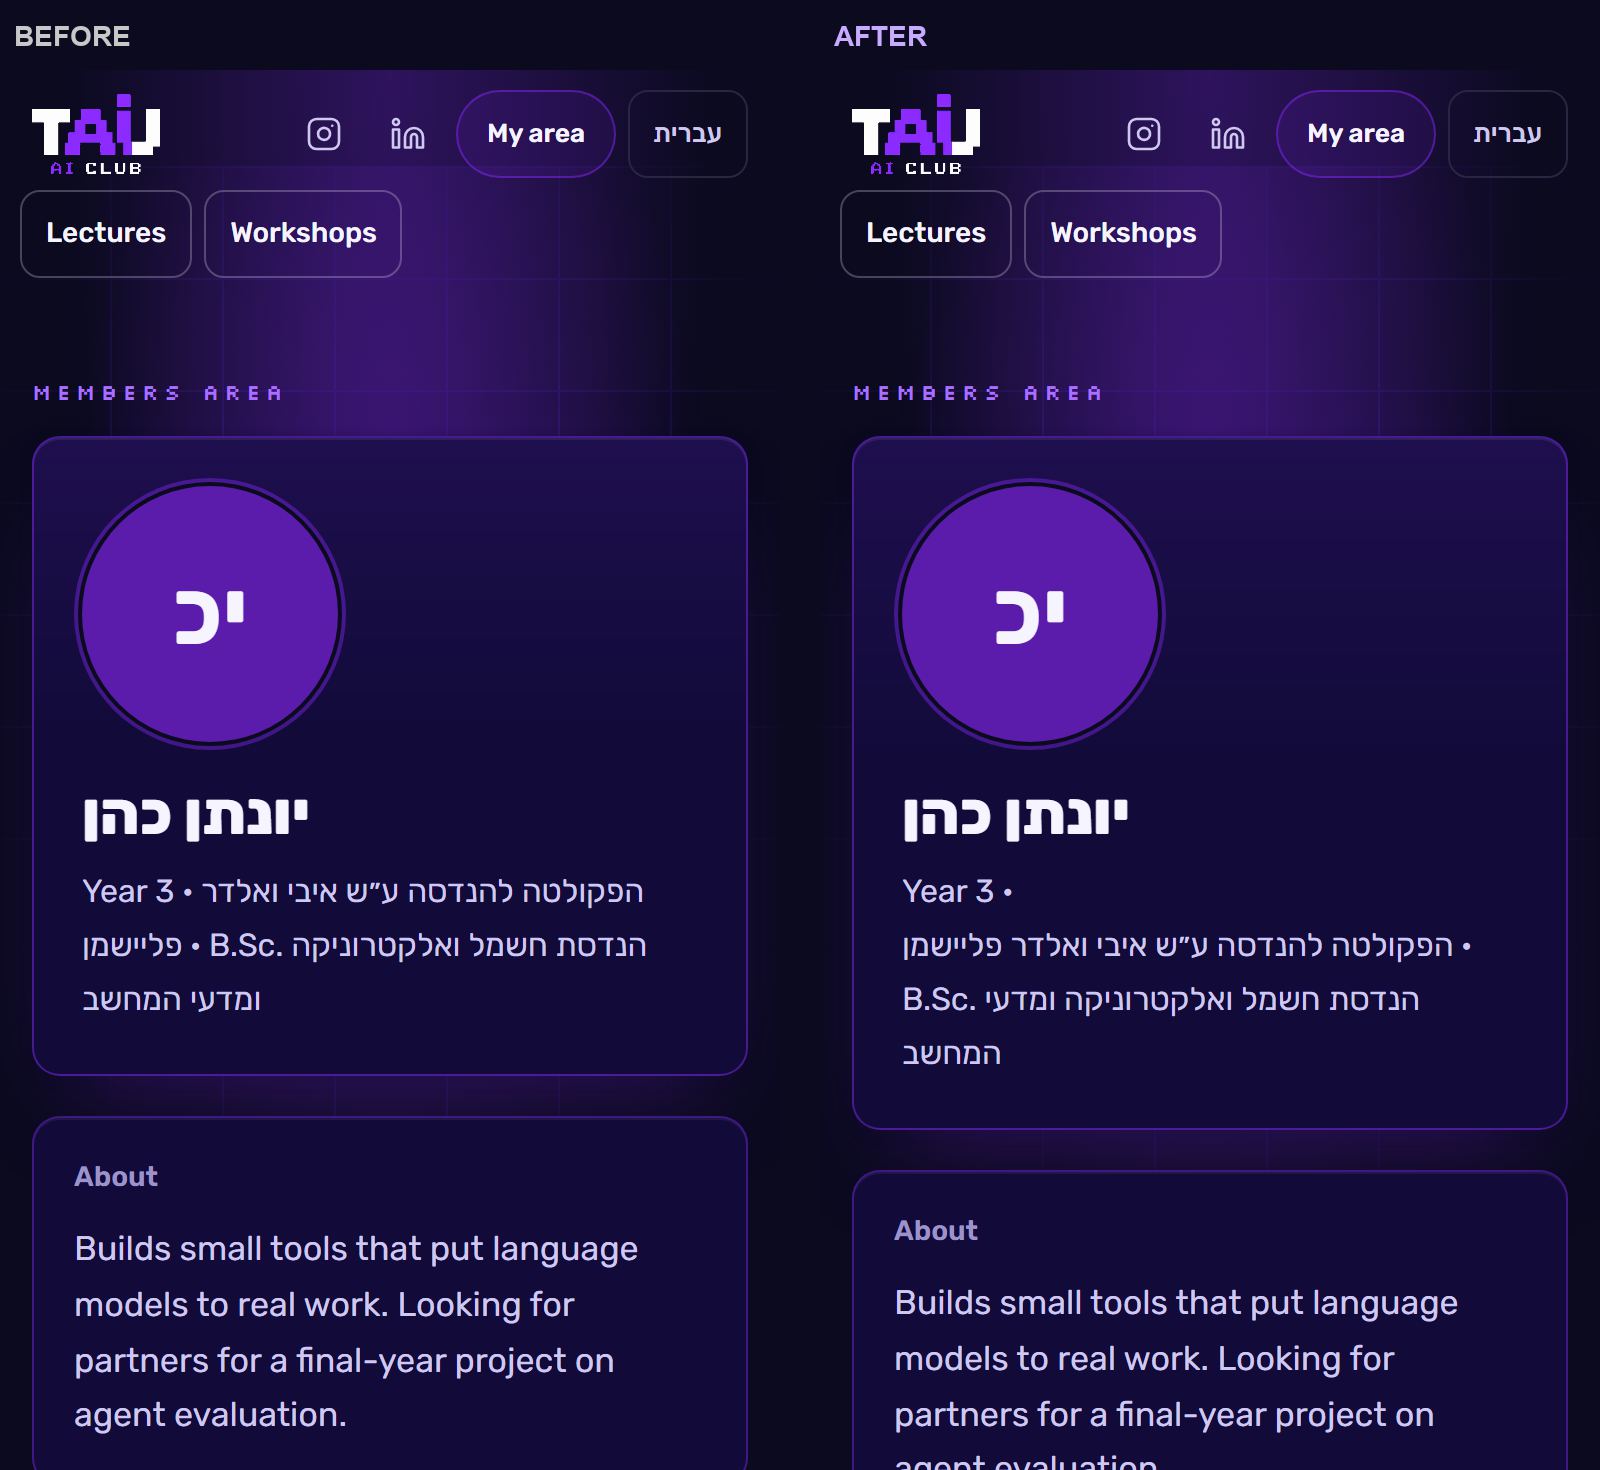 BEFORE
TAU
AI CLUB
My area
עברית
Lectures
Workshops
MEMBERS AREA
יכ
יונתן כהן
Year 3 • הפקולטה להנדסה ע״ש איבי ואלדר
פליישמן • B.Sc. הנדסת חשמל ואלקטרוניקה
ומדעי המחשב
About
Builds small tools that put language
models to real work. Looking for
partners for a final-year project on
agent evaluation.
AFTER
TAU
AI CLUB
My area
עברית
Lectures
Workshops
MEMBERS AREA
יכ
יונתן כהן
Year 3 •
הפקולטה להנדסה ע״ש איבי ואלדר פליישמן •
B.Sc. הנדסת חשמל ואלקטרוניקה ומדעי
המחשב
About
Builds small tools that put language
models to real work. Looking for
partners for a final-year project on
agent evaluation.